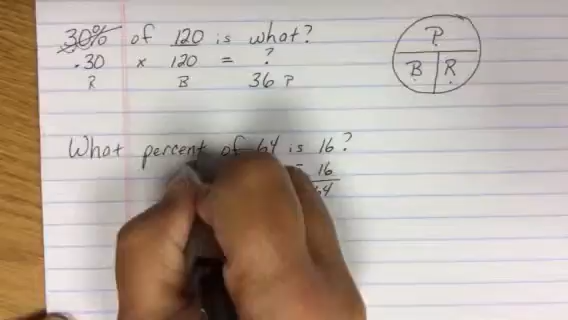 30% of 120 is what?
.30 x 120 = ?
R B 36 P
P
B R
What percent of 64 is 16?
= 16
64